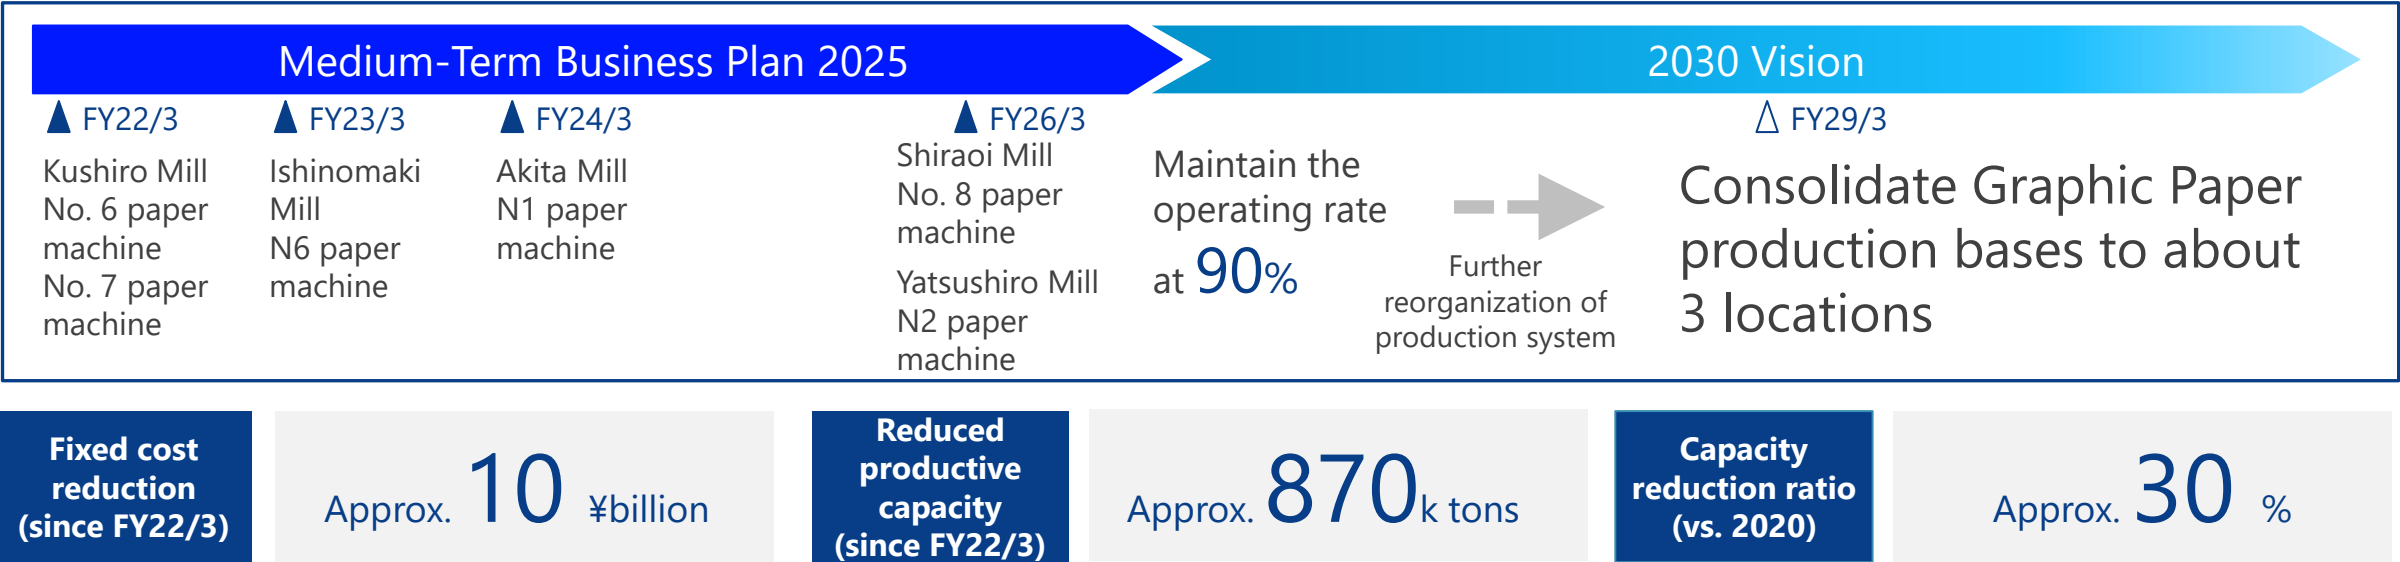 Medium-Term Business Plan 2025
2030 Vision
FY22/3
Kushiro Mill
No. 6 paper
machine
No. 7 paper
machine
FY23/3
Ishinomaki
Mill
N6 paper
machine
FY24/3
Akita Mill
N1 paper
machine
FY26/3
Shiraoi Mill
No. 8 paper
machine
Yatsushiro Mill
N2 paper
machine
Maintain the
operating rate
at 90%
Further
reorganization of
production system
FY29/3
Consolidate Graphic Paper
production bases to about
3 locations
Fixed cost
reduction
(since FY22/3)
Approx. 10 ¥billion
Reduced
productive
capacity
(since FY22/3)
Approx. 870k tons
Capacity
reduction ratio
(vs. 2020)
Approx. 30 %